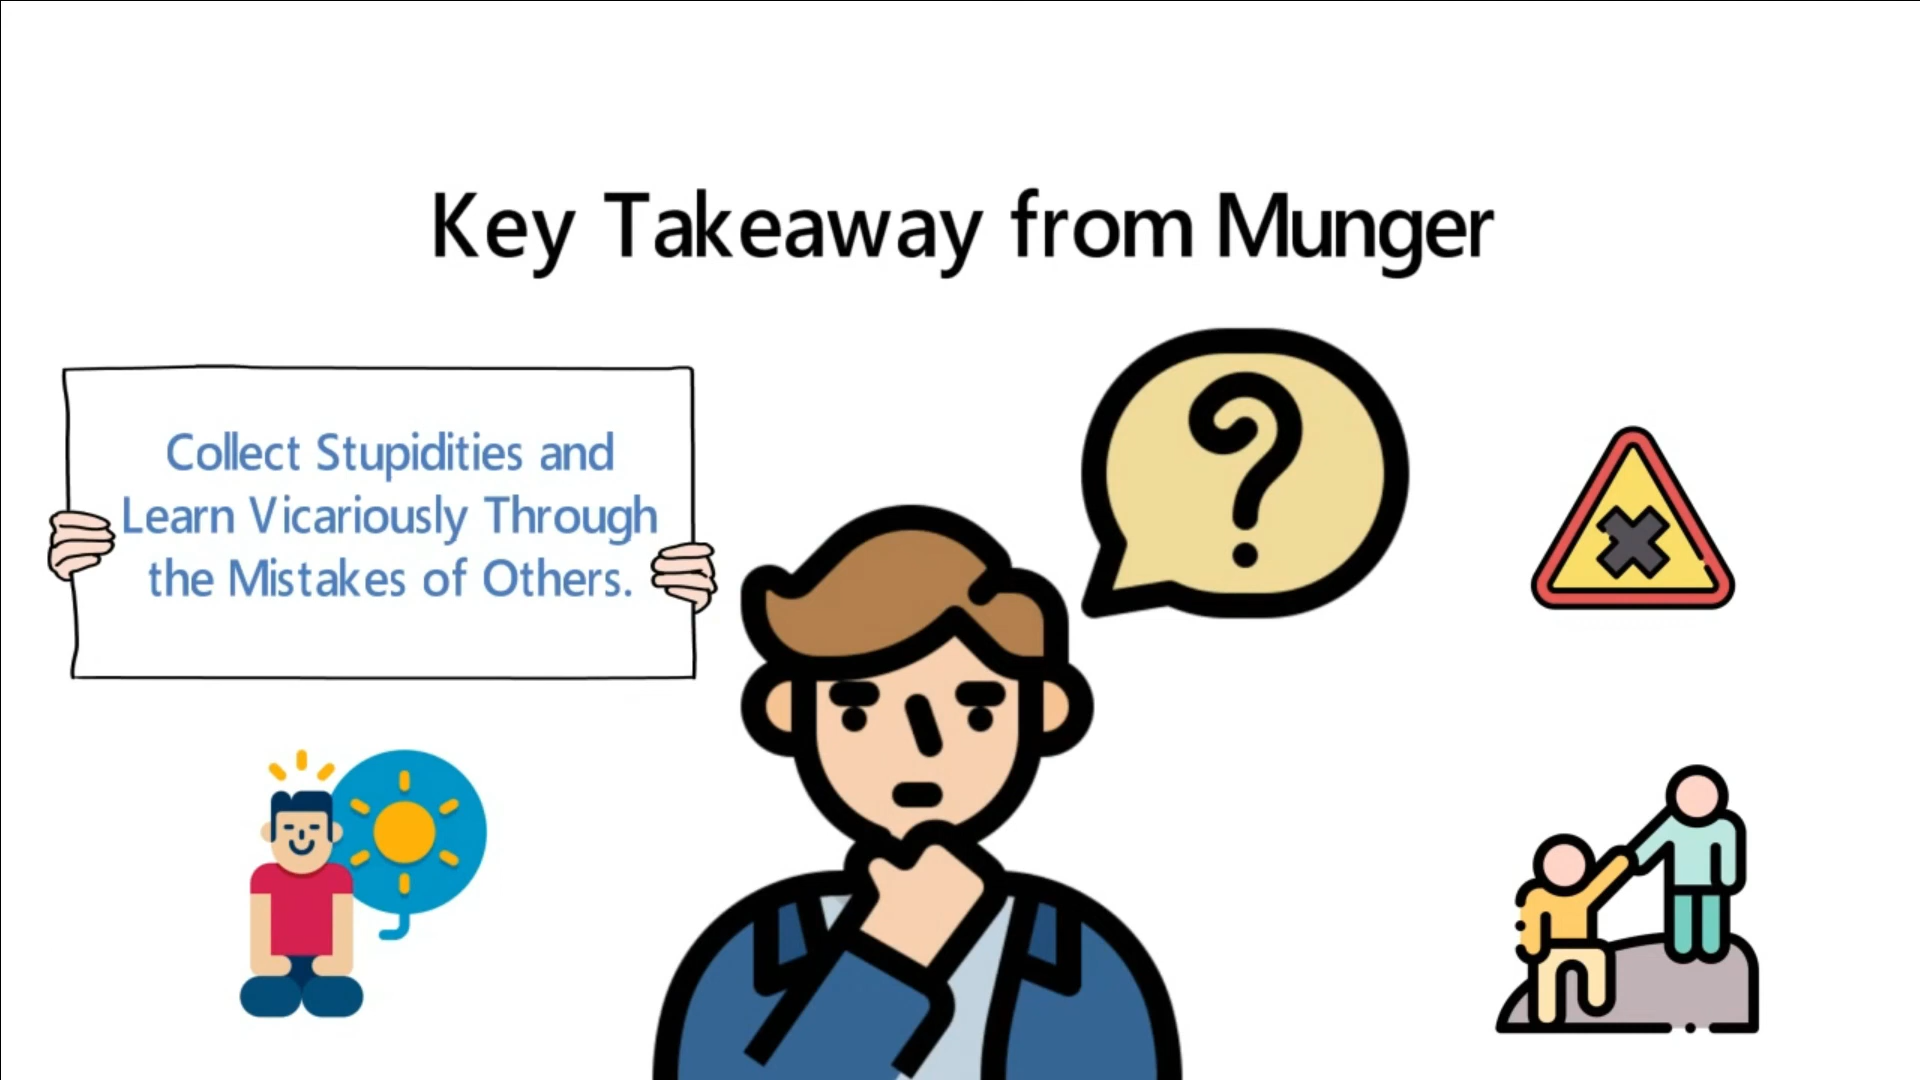 Key Takeaway from Munger
Collect Stupidities and
Learn Vicariously Through
the Mistakes of Others.
?